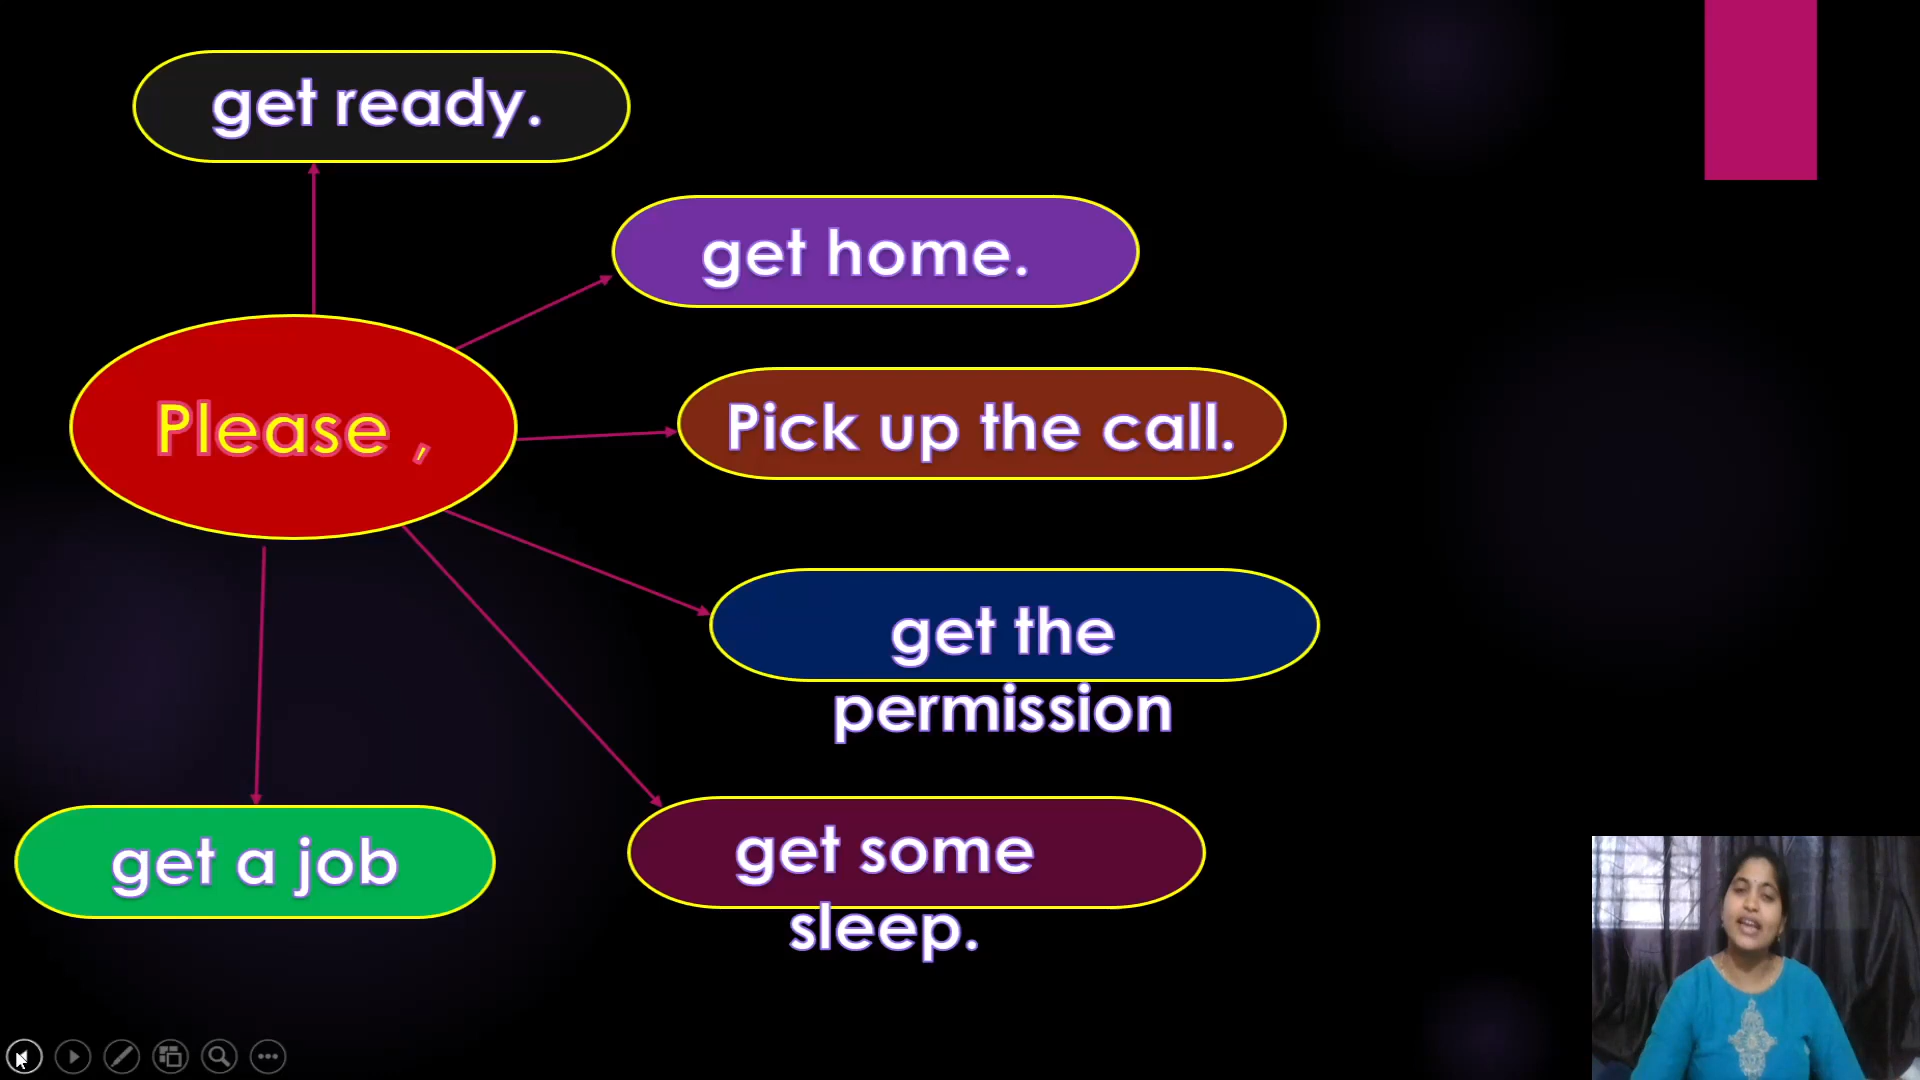 get ready.
get home.
Please ,
Pick up the call.
get the
permission
get a job
get some
sleep.